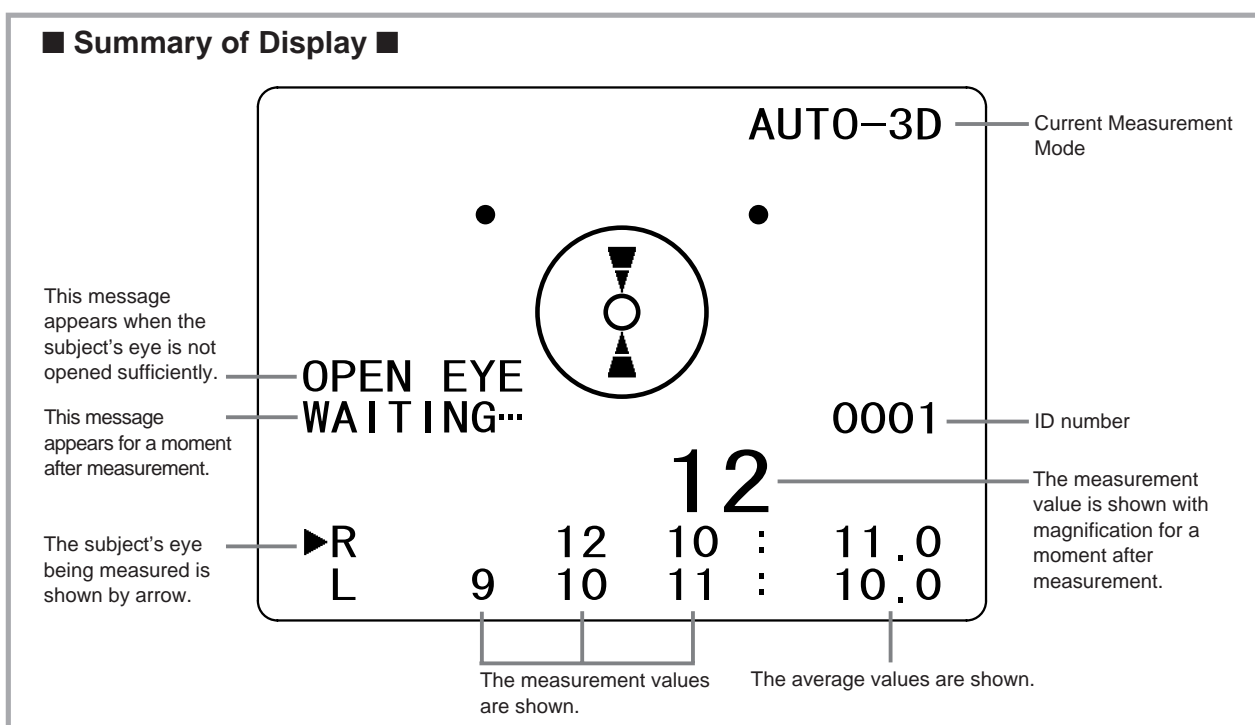 ■ Summary of Display ■
AUTO-3D
Current Measurement
Mode
This message
appears when the
subject's eye is not
opened sufficiently.
OPEN EYE
This message
appears for a moment
after measurement.
WAITING…
0001
ID number
12
The measurement
value is shown with
magnification for a
moment after
measurement.
The subject's eye
being measured is
shown by arrow.
▶R 12 10 : 11.0
L 9 10 11 : 10.0
The measurement values
are shown.
The average values are shown.